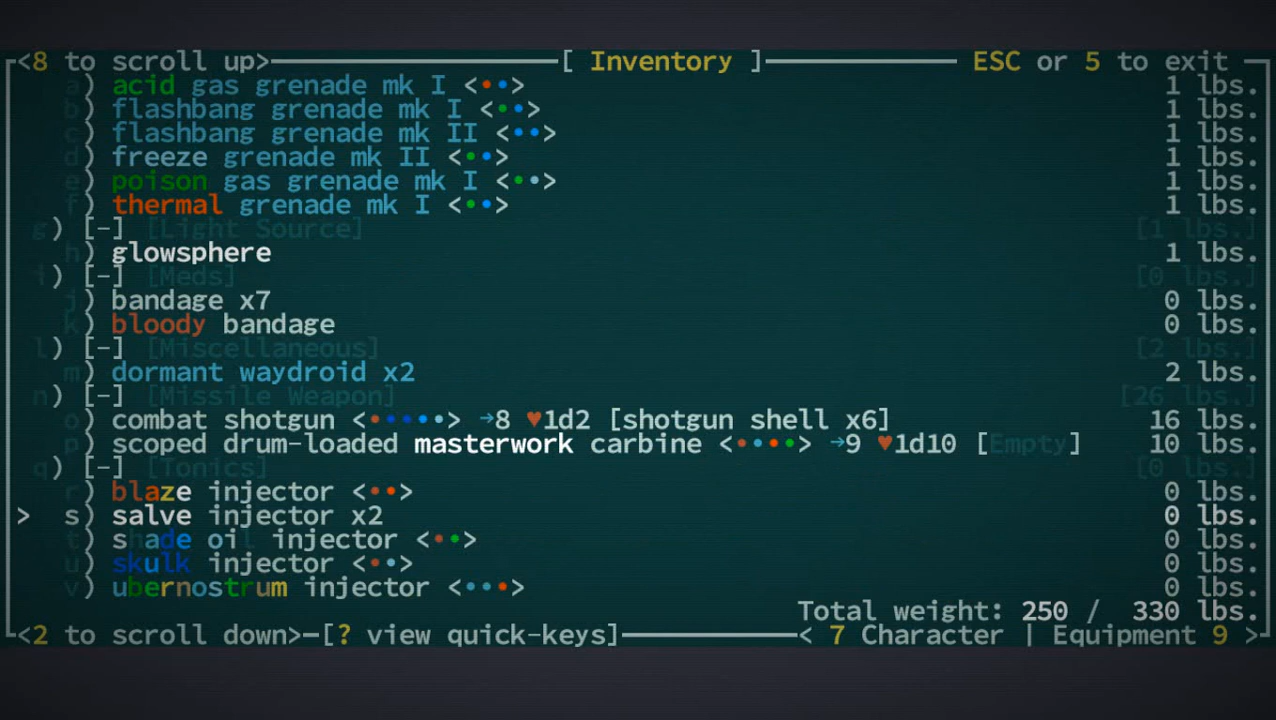 <8 to scroll up> [ Inventory ] ESC or 5 to exit
a) acid gas grenade mk I <••> 1 lbs.
b) flashbang grenade mk I <••> 1 lbs.
c) flashbang grenade mk II <••> 1 lbs.
d) freeze grenade mk II <••> 1 lbs.
e) poison gas grenade mk I <••> 1 lbs.
f) thermal grenade mk I <••> 1 lbs.
g) [-] [Light Source] [1 lbs.]
h) glowsphere 1 lbs.
i) [-] [Meds] [0 lbs.]
j) bandage x7 0 lbs.
k) bloody bandage 0 lbs.
l) [-] [Miscellaneous] [2 lbs.]
m) dormant waydroid x2 2 lbs.
n) [-] [Missile Weapon] [26 lbs.]
o) combat shotgun <•••••> →8 ♥1d2 [shotgun shell x6] 16 lbs.
p) scoped drum-loaded masterwork carbine <••••> →9 ♥1d10 [Empty] 10 lbs.
q) [-] [Tonics] [0 lbs.]
r) blaze injector <••> 0 lbs.
> s) salve injector x2 0 lbs.
t) shade oil injector <••> 0 lbs.
u) skulk injector <••> 0 lbs.
v) ubernostrum injector <•••> 0 lbs.
Total weight: 250 / 330 lbs.
<2 to scroll down> [? view quick-keys] < 7 Character | Equipment 9 >